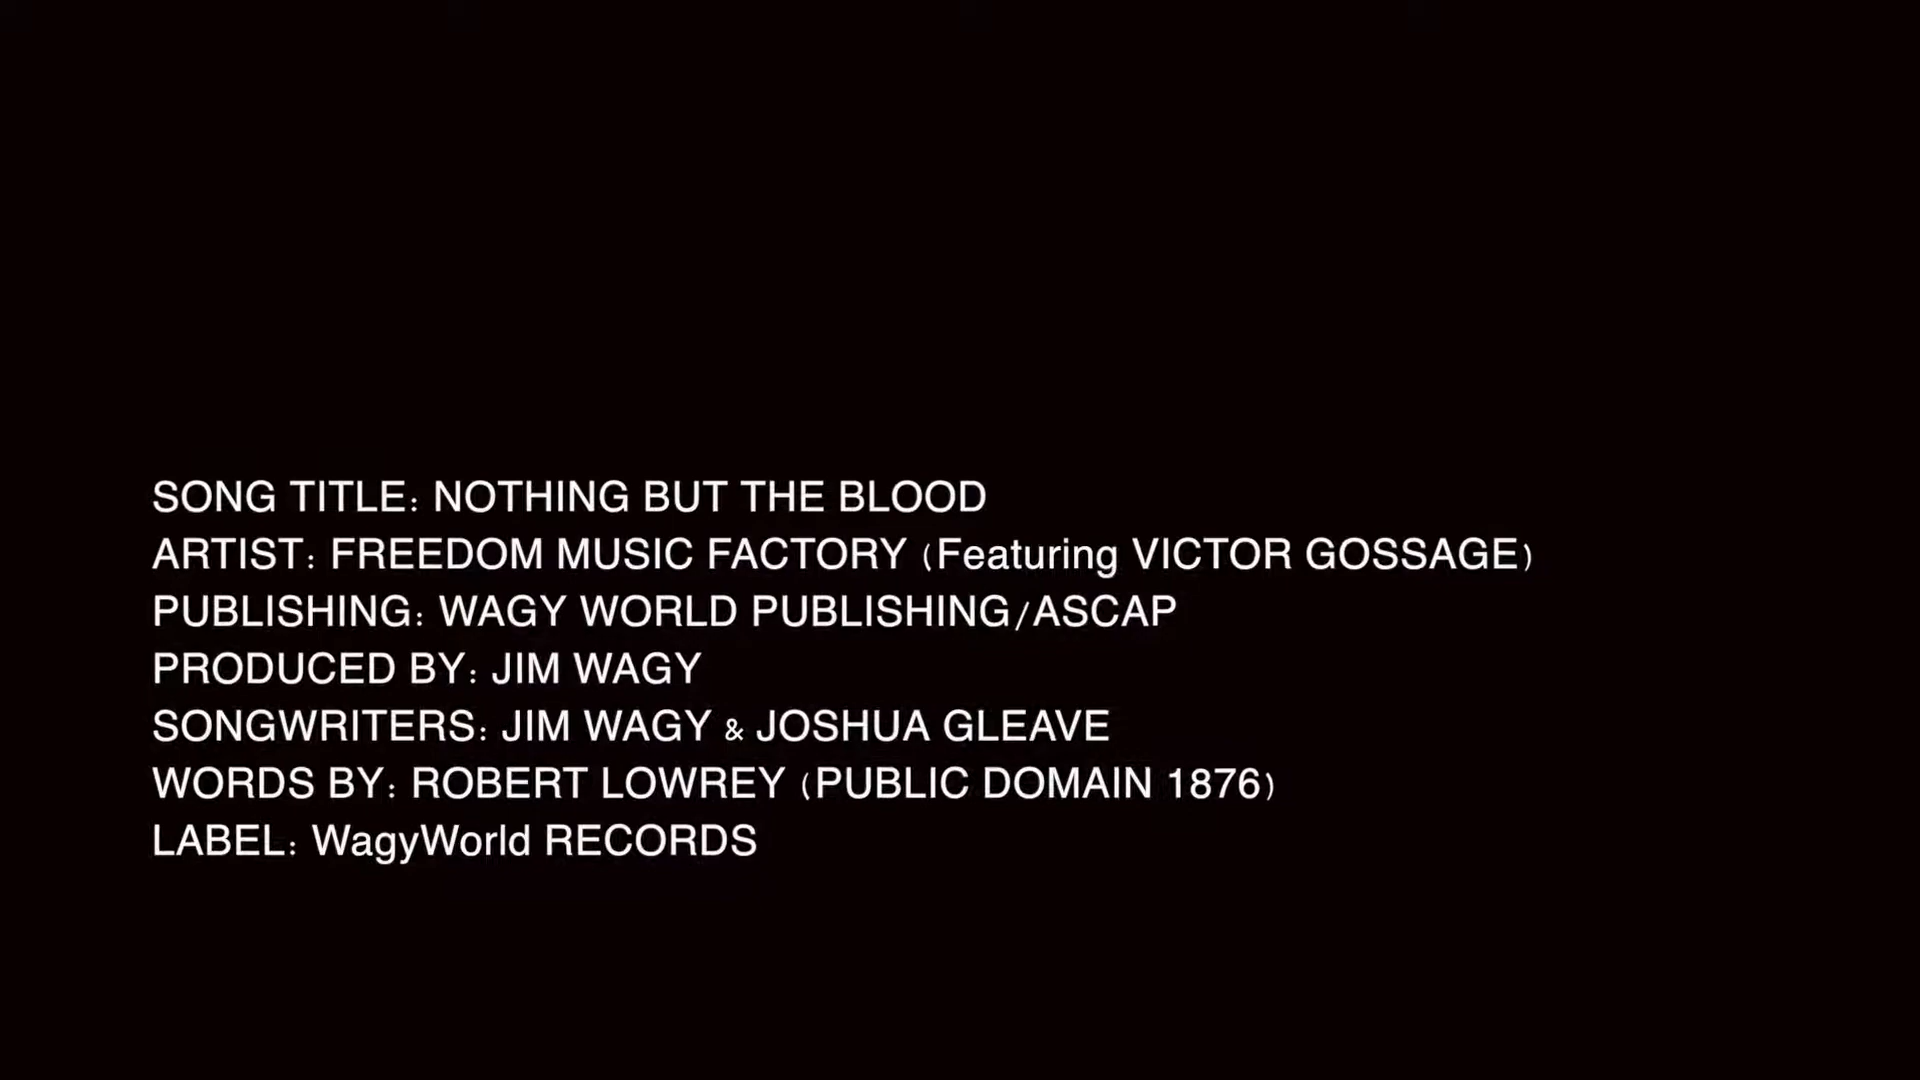 SONG TITLE: NOTHING BUT THE BLOOD
ARTIST: FREEDOM MUSIC FACTORY (Featuring VICTOR GOSSAGE)
PUBLISHING: WAGY WORLD PUBLISHING/ASCAP
PRODUCED BY: JIM WAGY
SONGWRITERS: JIM WAGY & JOSHUA GLEAVE
WORDS BY: ROBERT LOWREY (PUBLIC DOMAIN 1876)
LABEL: WagyWorld RECORDS